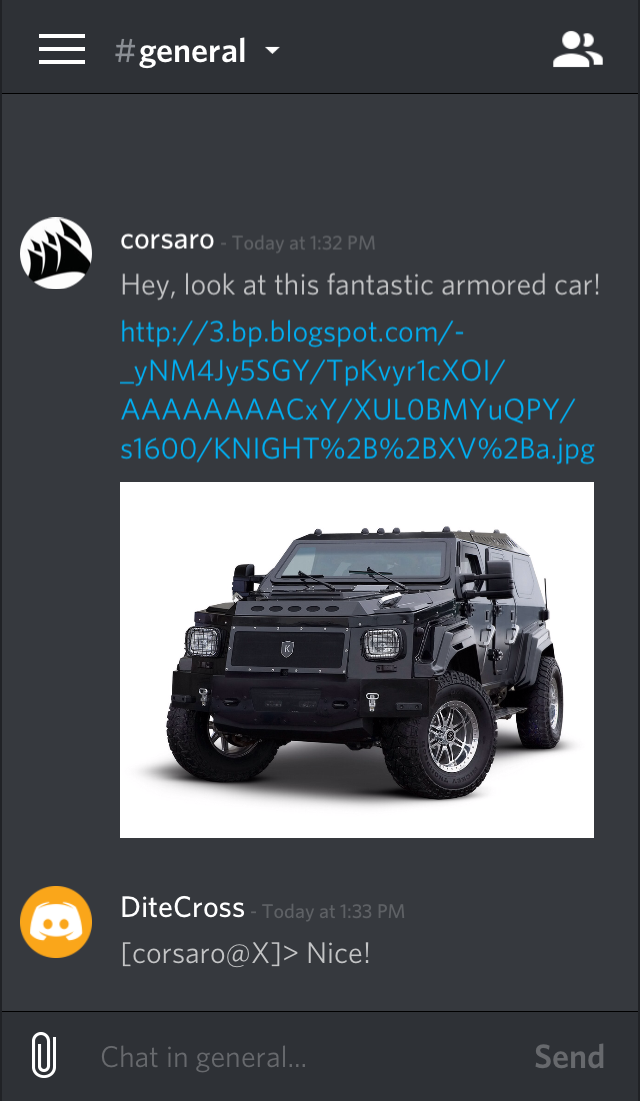 #general
corsaro - Today at 1:32 PM
Hey, look at this fantastic armored car!
http://3.bp.blogspot.com/-
_yNM4Jy5SGY/TpKvyr1cXOI/
AAAAAAAACxY/XUL0BMYuQPY/
s1600/KNIGHT%2B%2BXV%2Ba.jpg
K
DiteCross - Today at 1:33 PM
[corsaro@X]> Nice!
Chat in general...
Send